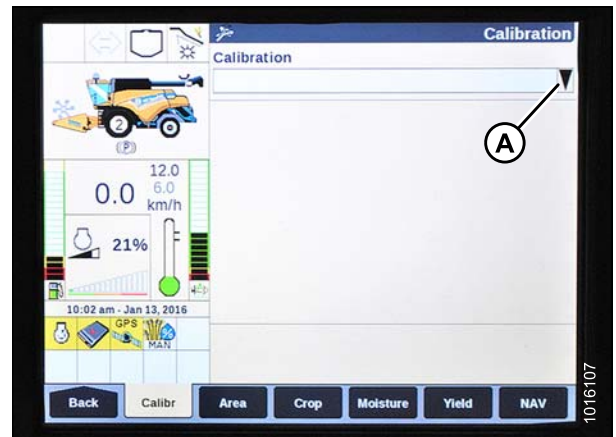 Calibration
Calibration
A
2
(P)
12.0
0.0
6.0
km/h
21%
10:02 am - Jan 13, 2016
GPS
MAN
Back
Calibr
Area
Crop
Moisture
Yield
NAV
1016107